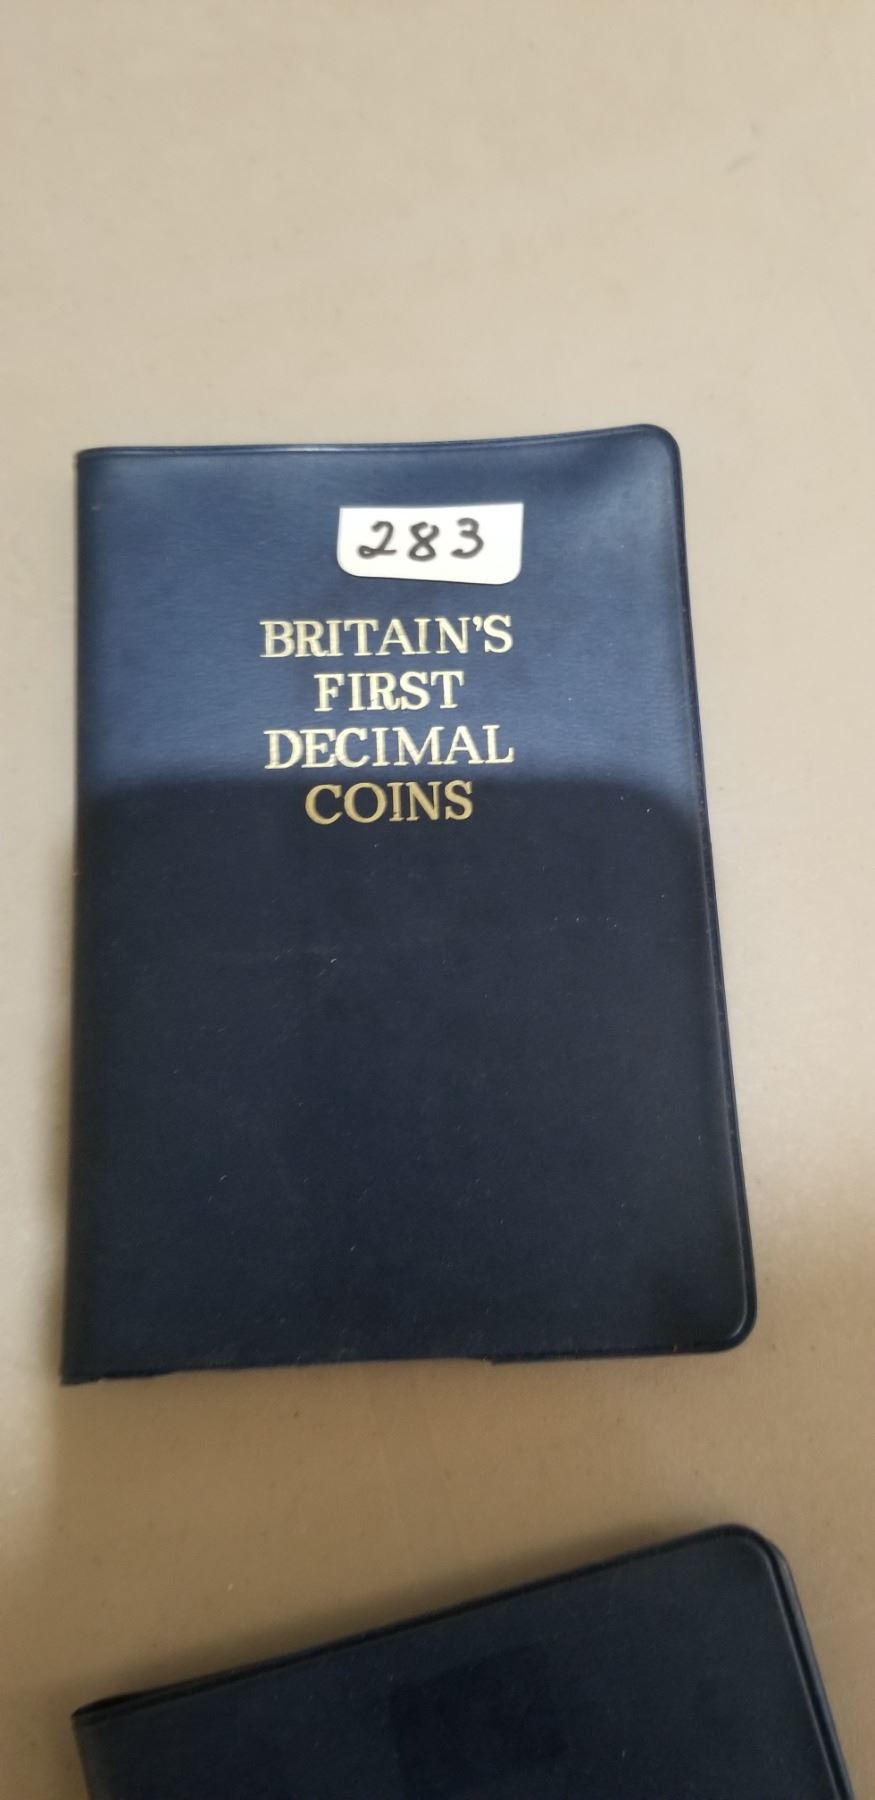 283
BRITAIN'S
FIRST
DECIMAL
COINS